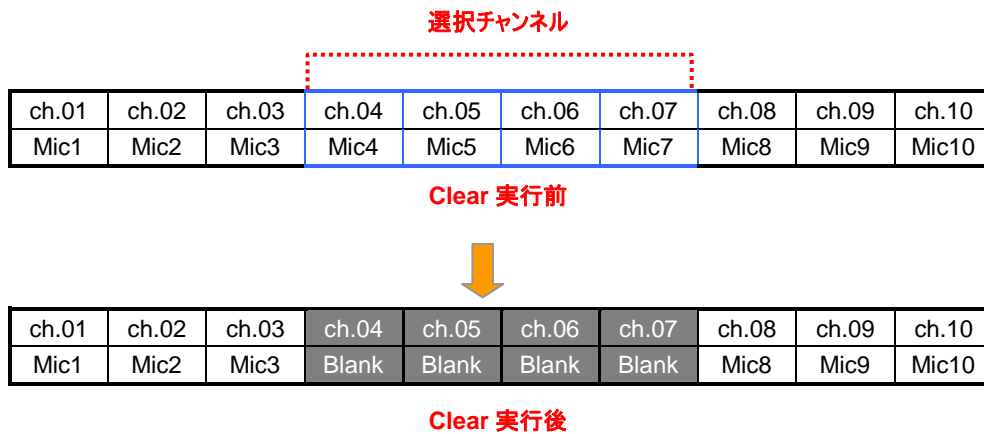 選択チャンネル
ch.01 ch.02 ch.03 ch.04 ch.05 ch.06 ch.07 ch.08 ch.09 ch.10
Mic1 Mic2 Mic3 Mic4 Mic5 Mic6 Mic7 Mic8 Mic9 Mic10
Clear 実行前
ch.01 ch.02 ch.03 ch.04 ch.05 ch.06 ch.07 ch.08 ch.09 ch.10
Mic1 Mic2 Mic3 Blank Blank Blank Blank Mic8 Mic9 Mic10
Clear 実行後